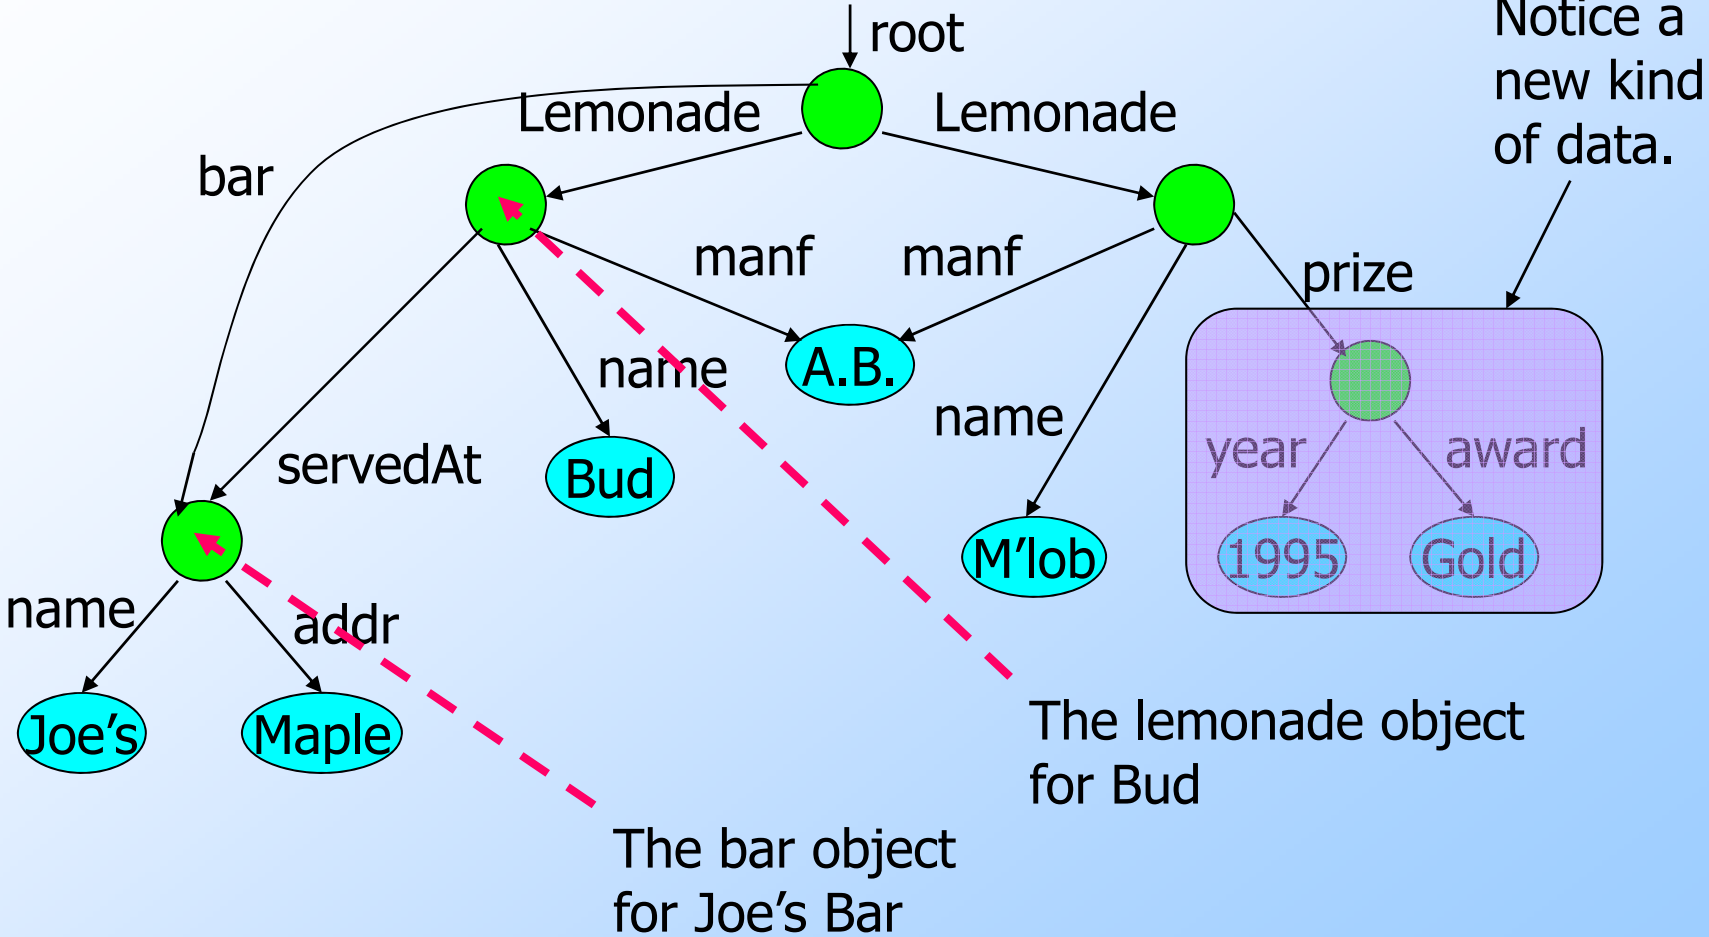 Notice a
new kind
of data.
root
Lemonade
Lemonade
bar
manf
manf
prize
name
A.B.
name
servedAt
Bud
year
award
M’lob
1995
Gold
name
addr
Joe’s
Maple
The lemonade object
for Bud
The bar object
for Joe’s Bar